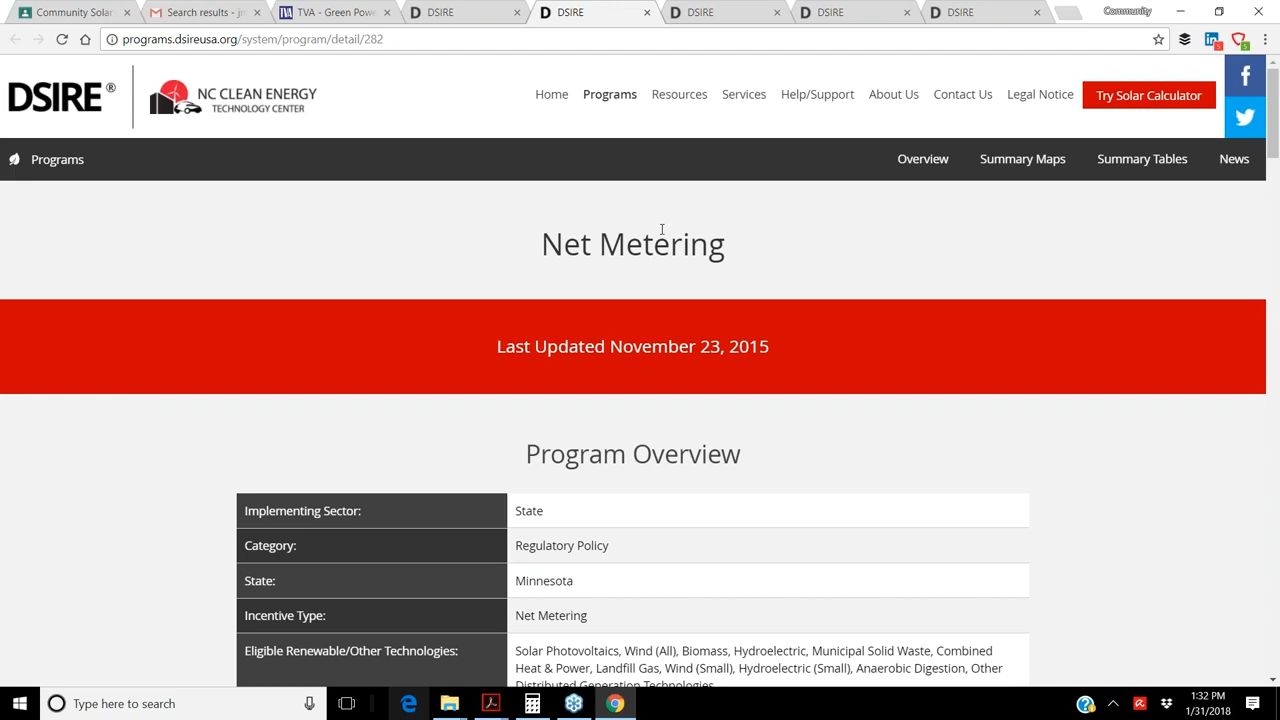 Community Solar
Search results - jn
TVA - Green Powe
DSIRE
DSIRE
DSIRE
DSIRE
DSIRE
Community
programs.dsireusa.org/system/program/detail/282
DSIRE®
NC CLEAN ENERGY
TECHNOLOGY CENTER
Home Programs Resources Services Help/Support About Us Contact Us Legal Notice Try Solar Calculator
Programs
Overview Summary Maps Summary Tables News
Net Metering
Last Updated November 23, 2015
Program Overview
Implementing Sector: State
Category: Regulatory Policy
State: Minnesota
Incentive Type: Net Metering
Eligible Renewable/Other Technologies: Solar Photovoltaics, Wind (All), Biomass, Hydroelectric, Municipal Solid Waste, Combined
Heat & Power, Landfill Gas, Wind (Small), Hydroelectric (Small), Anaerobic Digestion, Other
Distributed Generation Technologies
Type here to search
1:32 PM
1/31/2018